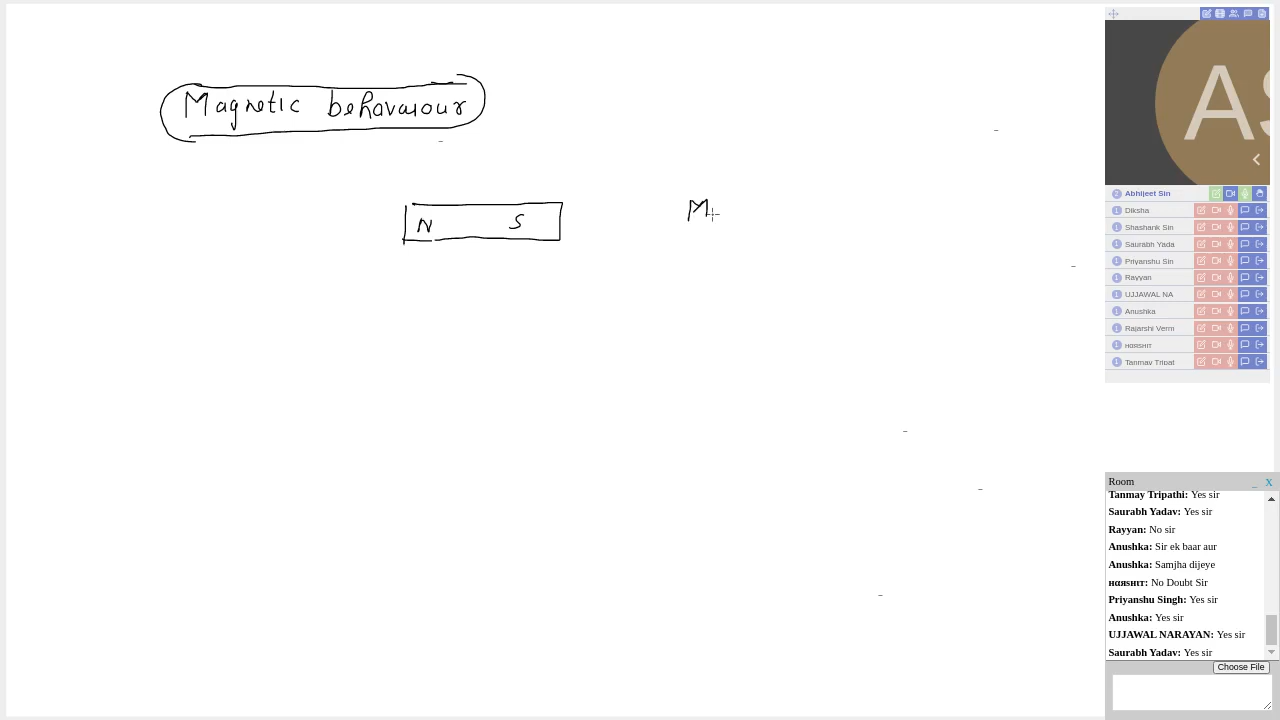 Magnetic behavaiour
N S
M
AS
Abhijeet Sin
Diksha
Shashank Sin
Saurabh Yada
Priyanshu Sin
Rayyan
UJJAWAL NA
Anushka
Rajarshi Verm
нαяѕнιт
Tanmay Tripat
Room _ X
Tanmay Tripathi: Yes sir
Saurabh Yadav: Yes sir
Rayyan: No sir
Anushka: Sir ek baar aur
Anushka: Samjha dijeye
нαяѕнιт: No Doubt Sir
Priyanshu Singh: Yes sir
Anushka: Yes sir
UJJAWAL NARAYAN: Yes sir
Saurabh Yadav: Yes sir
Choose File